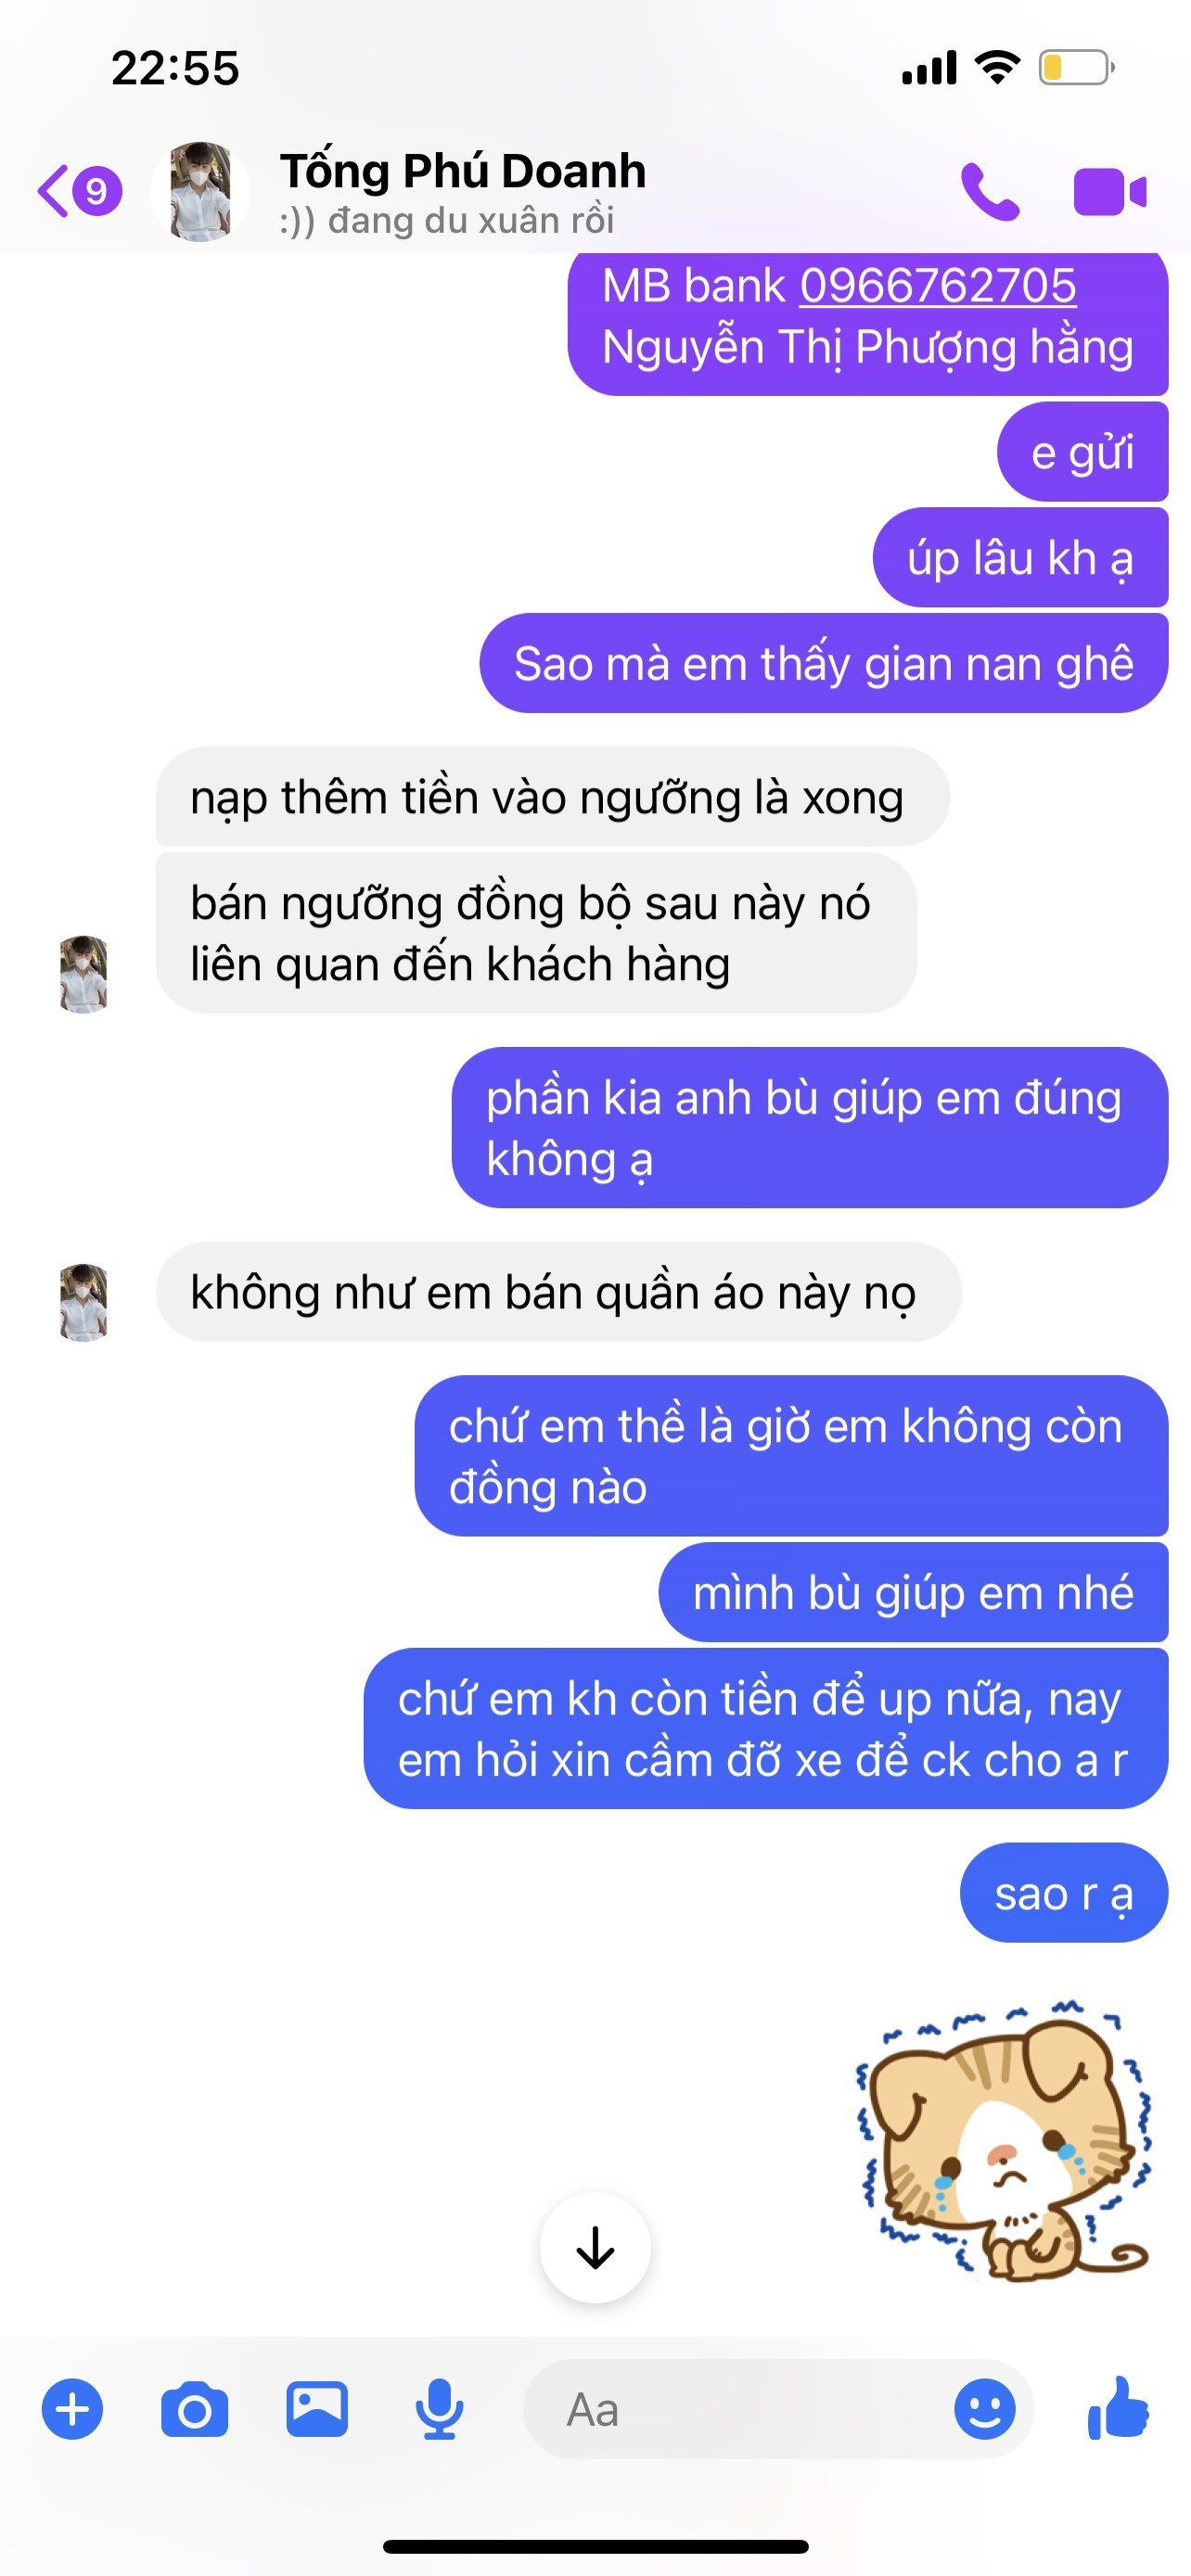 22:55
9
Tống Phú Doanh
:)) đang du xuân rồi
MB bank 0966762705
Nguyễn Thị Phượng hằng
e gửi
úp lâu kh ạ
Sao mà em thấy gian nan ghê
nạp thêm tiền vào ngưỡng là xong
bán ngưỡng đồng bộ sau này nó
liên quan đến khách hàng
phần kia anh bù giúp em đúng
không ạ
không như em bán quần áo này nọ
chứ em thề là giờ em không còn
đồng nào
mình bù giúp em nhé
chứ em kh còn tiền để up nữa, nay
em hỏi xin cầm đỡ xe để ck cho a r
sao r ạ
Aa